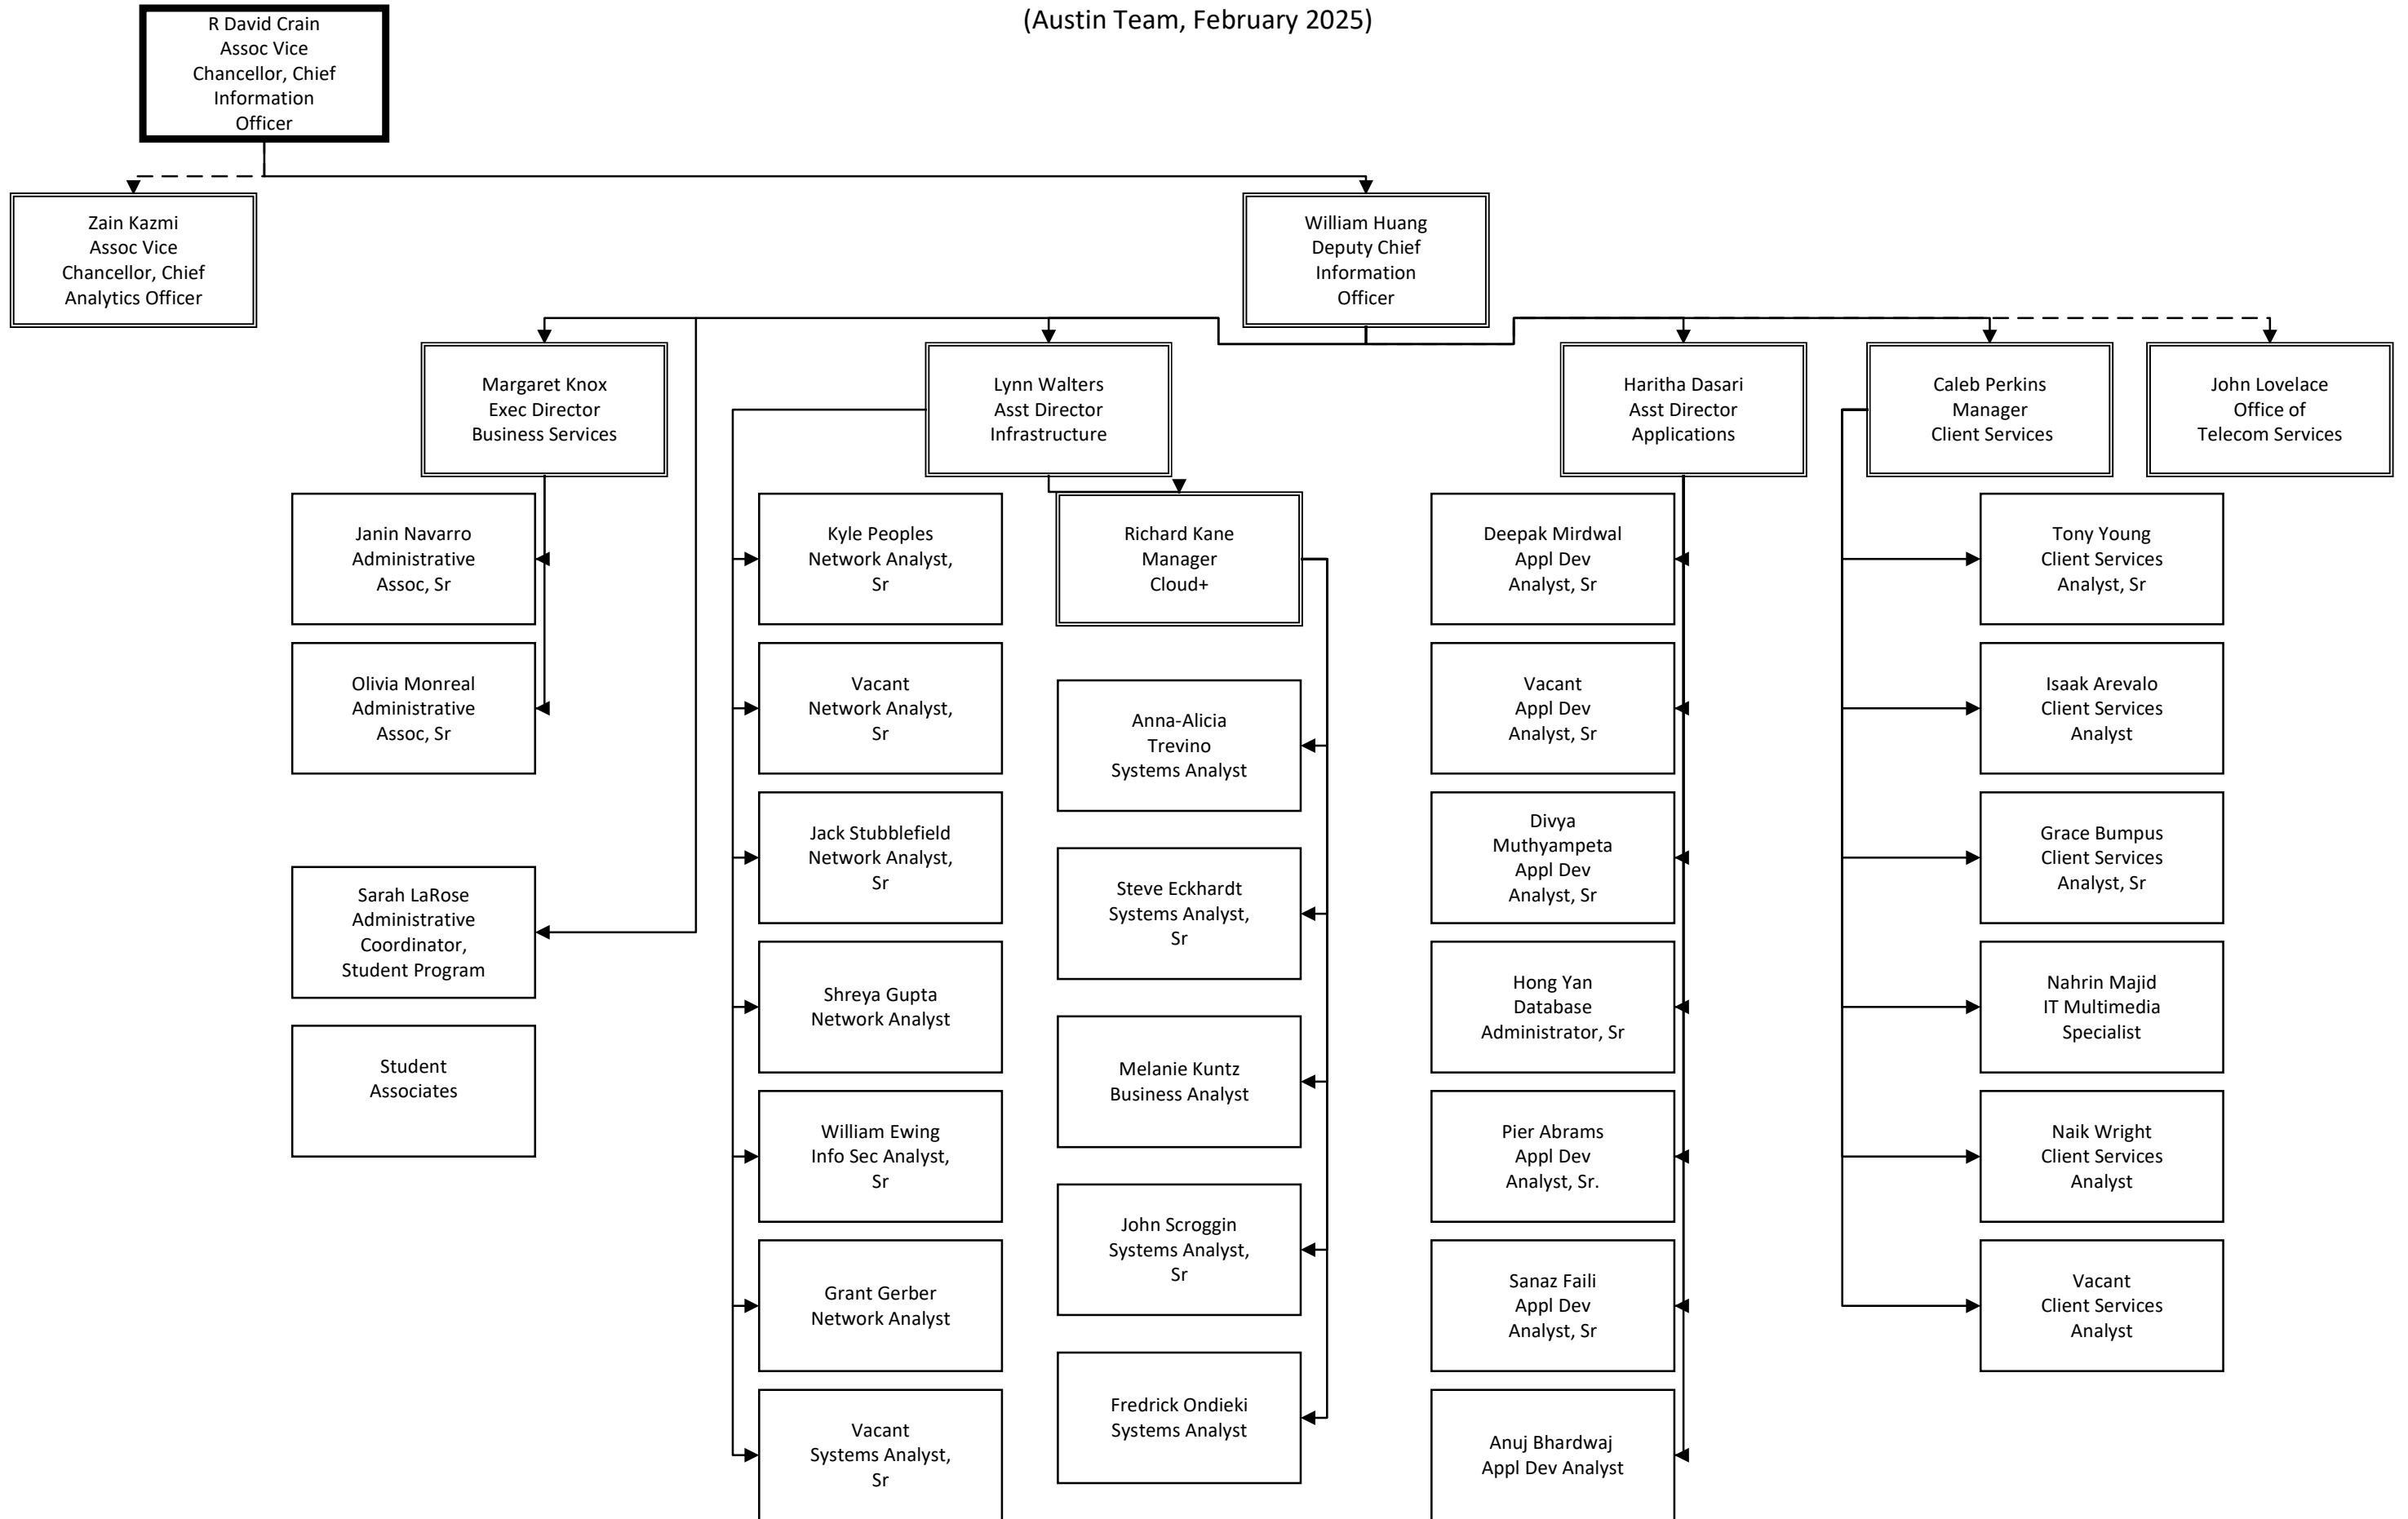 (Austin Team, February 2025)
R David Crain
Assoc Vice
Chancellor, Chief
Information
Officer
Zain Kazmi
Assoc Vice
Chancellor, Chief
Analytics Officer
William Huang
Deputy Chief
Information
Officer
Margaret Knox
Exec Director
Business Services
Lynn Walters
Asst Director
Infrastructure
Haritha Dasari
Asst Director
Applications
Caleb Perkins
Manager
Client Services
John Lovelace
Office of
Telecom Services
Janin Navarro
Administrative
Assoc, Sr
Olivia Monreal
Administrative
Assoc, Sr
Sarah LaRose
Administrative
Coordinator,
Student Program
Student
Associates
Kyle Peoples
Network Analyst,
Sr
Vacant
Network Analyst,
Sr
Jack Stubblefield
Network Analyst,
Sr
Shreya Gupta
Network Analyst
William Ewing
Info Sec Analyst,
Sr
Grant Gerber
Network Analyst
Vacant
Systems Analyst,
Sr
Richard Kane
Manager
Cloud+
Anna-Alicia
Trevino
Systems Analyst
Steve Eckhardt
Systems Analyst,
Sr
Melanie Kuntz
Business Analyst
John Scroggin
Systems Analyst,
Sr
Fredrick Ondieki
Systems Analyst
Deepak Mirdwal
Appl Dev
Analyst, Sr
Vacant
Appl Dev
Analyst, Sr
Divya
Muthyampeta
Appl Dev
Analyst, Sr
Hong Yan
Database
Administrator, Sr
Pier Abrams
Appl Dev
Analyst, Sr.
Sanaz Faili
Appl Dev
Analyst, Sr
Anuj Bhardwaj
Appl Dev Analyst
Tony Young
Client Services
Analyst, Sr
Isaak Arevalo
Client Services
Analyst
Grace Bumpus
Client Services
Analyst, Sr
Nahrin Majid
IT Multimedia
Specialist
Naik Wright
Client Services
Analyst
Vacant
Client Services
Analyst